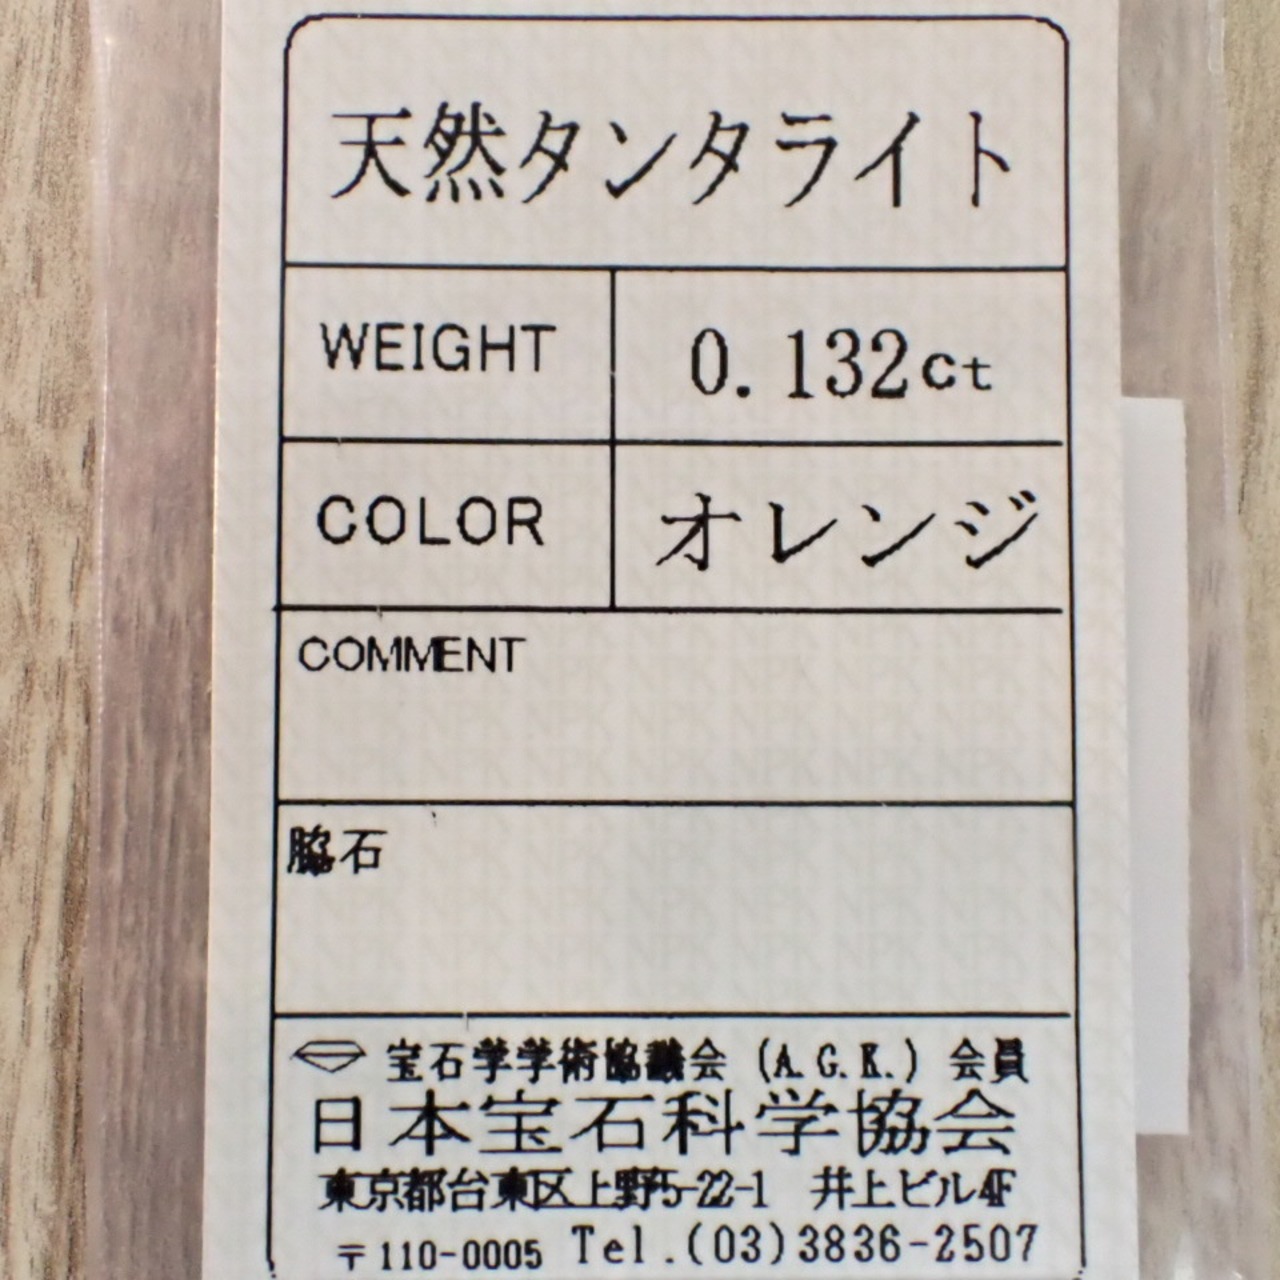 天然タンタライト
WEIGHT 0.132ct
COLOR オレンジ
COMMENT
脇石
宝石学学術協議会 (A.G.K.) 会員
日本宝石科学協会
東京都台東区上野5-22-1 井上ビル4F
〒110-0005 Tel.(03)3836-2507